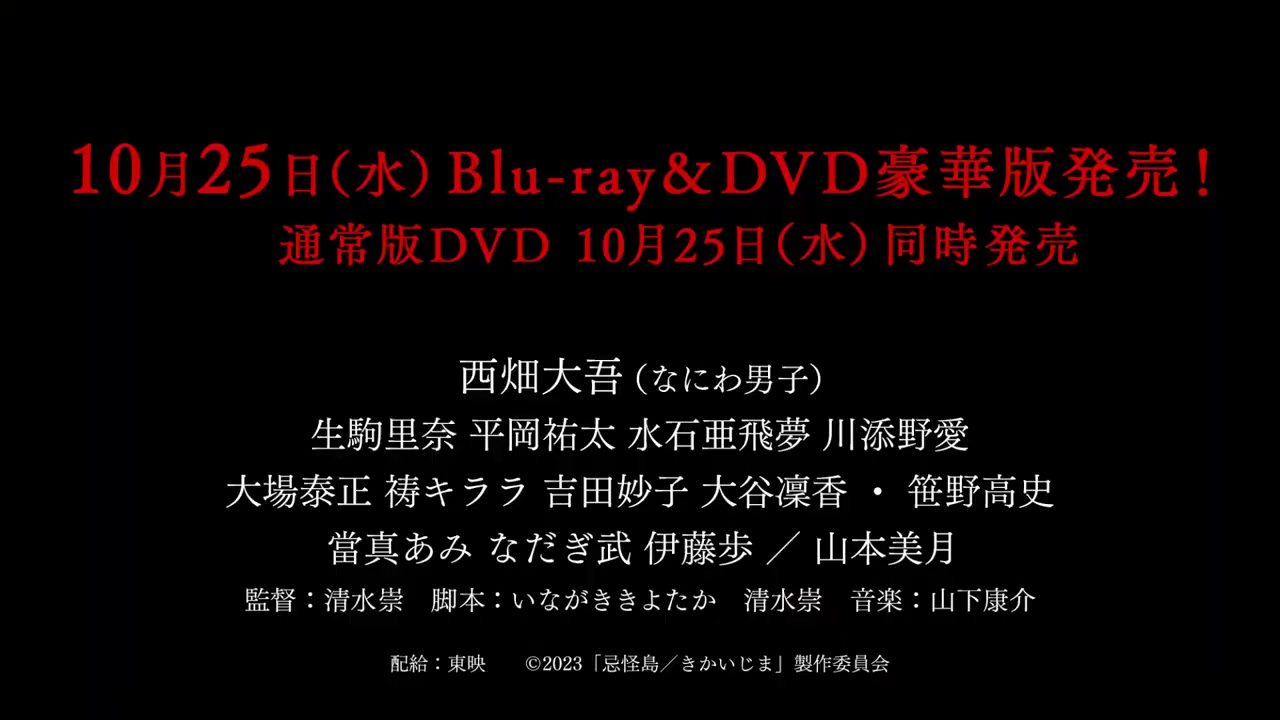 10月25日（水）Blu-ray＆DVD豪華版発売！
通常版DVD 10月25日（水）同時発売
西畑大吾（なにわ男子）
生駒里奈 平岡祐太 水石亜飛夢 川添野愛
大場泰正 祷キララ 吉田妙子 大谷凜香 ・ 笹野高史
當真あみ なだぎ武 伊藤歩 ／ 山本美月
監督：清水崇　脚本：いながききよたか　清水崇　音楽：山下康介
配給：東映　　©2023「忌怪島／きかいじま」製作委員会